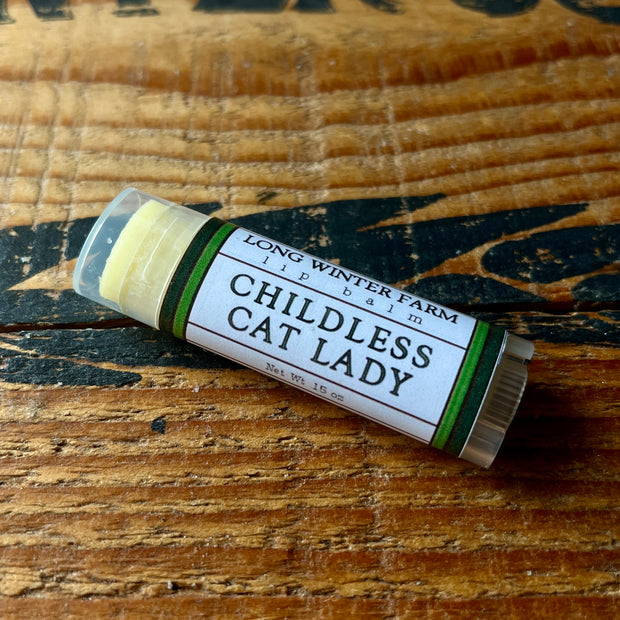 LONG WINTER FARM
lip balm
CHILDLESS
CAT LADY
Net Wt 15 oz